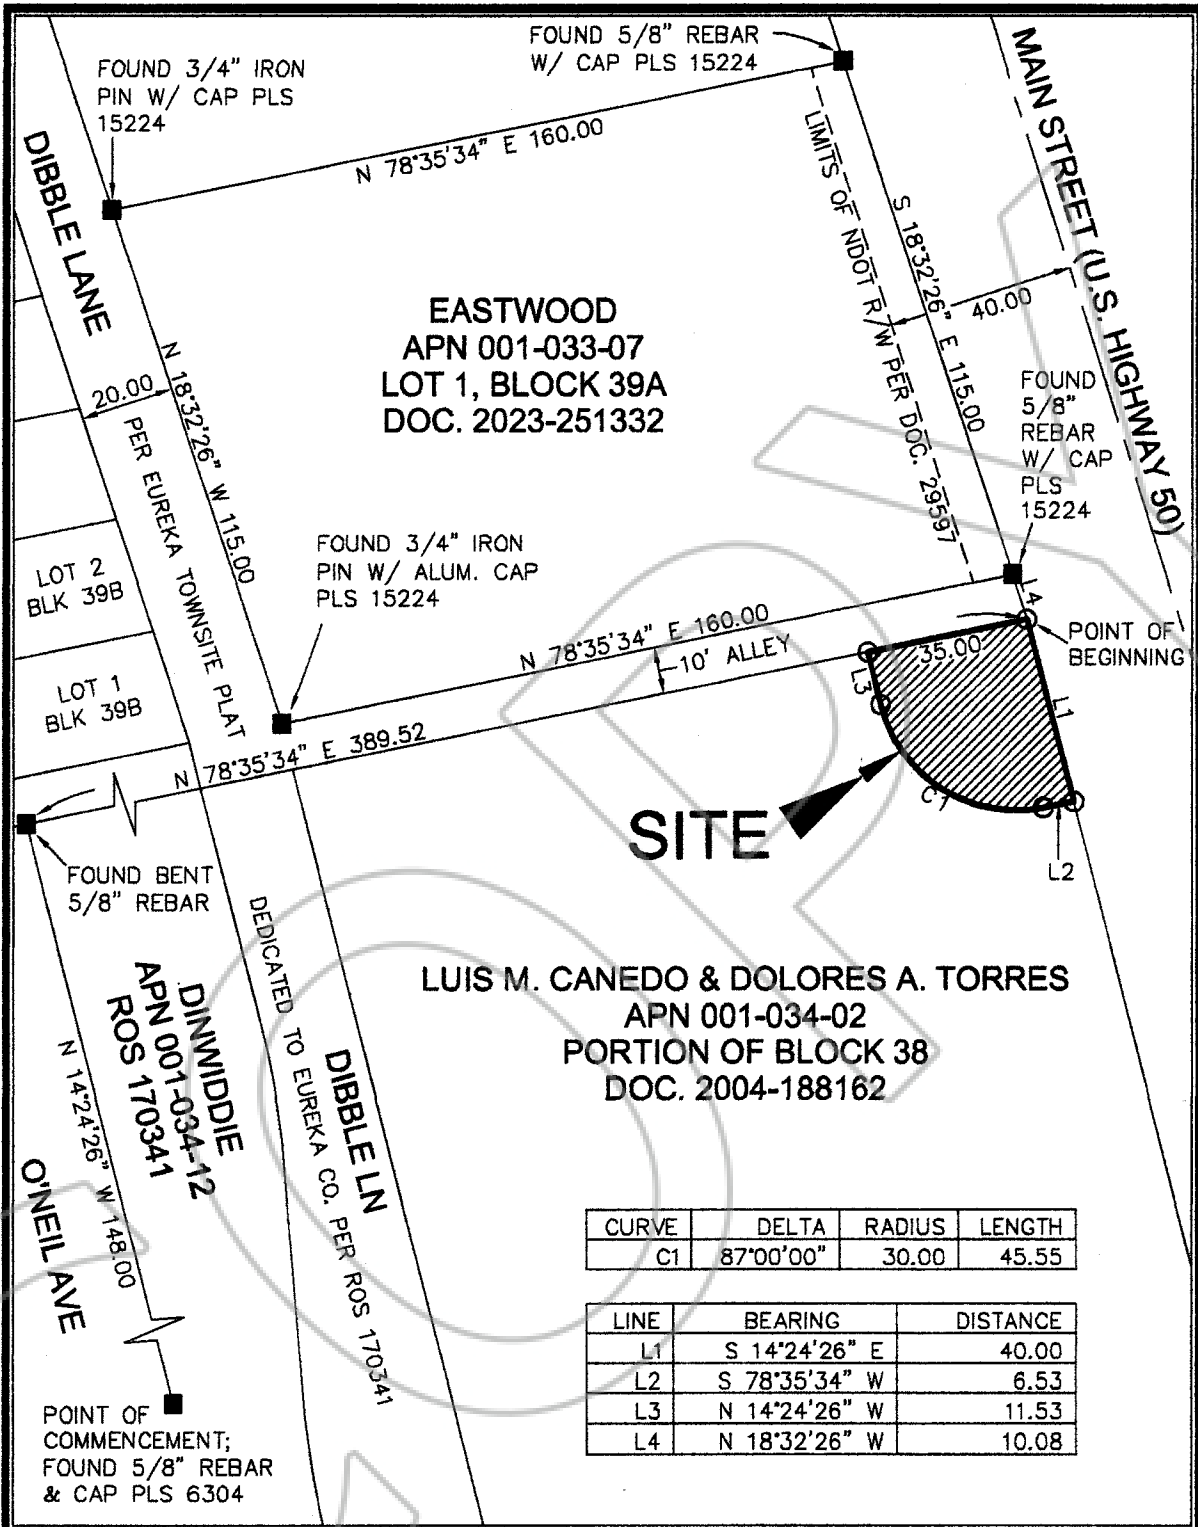 FOUND 3/4" IRON
PIN W/ CAP PLS
15224
FOUND 5/8" REBAR
W/ CAP PLS 15224
MAIN STREET (U.S. HIGHWAY 50)
DIBBLE LANE
N 78°35'34" E 160.00
LIMITS OF NDOT R/W PER DOC. 29597
S 18°32'26" E 115.00
40.00
EASTWOOD
APN 001-033-07
LOT 1, BLOCK 39A
DOC. 2023-251332
20.00
N 18°32'26" W 115.00
PER EUREKA TOWNSITE PLAT
FOUND
5/8"
REBAR
W/ CAP
PLS
15224
FOUND 3/4" IRON
PIN W/ ALUM. CAP
PLS 15224
LOT 2
BLK 39B
LOT 1
BLK 39B
N 78°35'34" E 160.00
10' ALLEY
L4
POINT OF
BEGINNING
35.00
L3
L1
C1
L2
N 78°35'34" E 389.52
SITE
FOUND BENT
5/8" REBAR
DINWIDDIE
APN 001-034-12
ROS 170341
DEDICATED TO EUREKA CO. PER ROS 170341
DIBBLE LN
LUIS M. CANEDO & DOLORES A. TORRES
APN 001-034-02
PORTION OF BLOCK 38
DOC. 2004-188162
N 14°24'26" W 148.00
O'NEIL AVE
CURVE DELTA RADIUS LENGTH
C1 87°00'00" 30.00 45.55
LINE BEARING DISTANCE
L1 S 14°24'26" E 40.00
L2 S 78°35'34" W 6.53
L3 N 14°24'26" W 11.53
L4 N 18°32'26" W 10.08
POINT OF
COMMENCEMENT;
FOUND 5/8" REBAR
& CAP PLS 6304
COPY